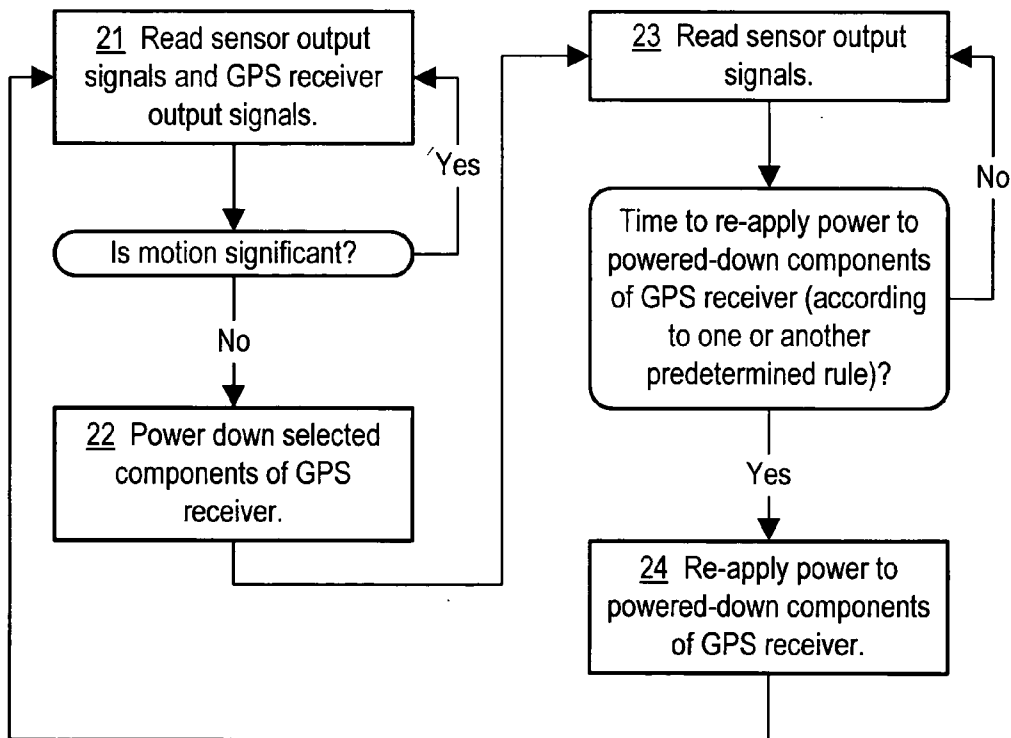 21 Read sensor output
signals and GPS receiver
output signals.
Yes
Is motion significant?
No
22 Power down selected
components of GPS
receiver.
23 Read sensor output
signals.
No
Time to re-apply power to
powered-down components
of GPS receiver (according
to one or another
predetermined rule)?
Yes
24 Re-apply power to
powered-down components
of GPS receiver.